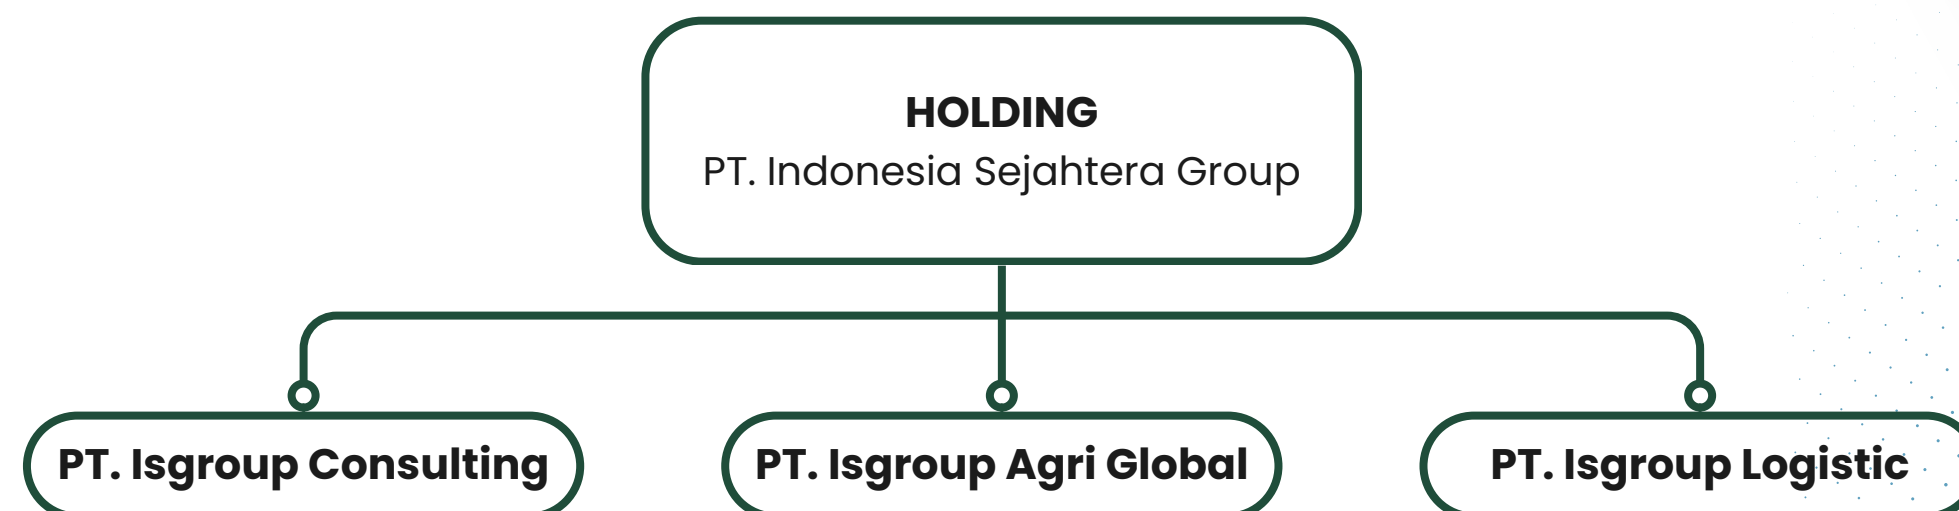 HOLDING
PT. Indonesia Sejahtera Group
PT. Isgroup Consulting
PT. Isgroup Agri Global
PT. Isgroup Logistic